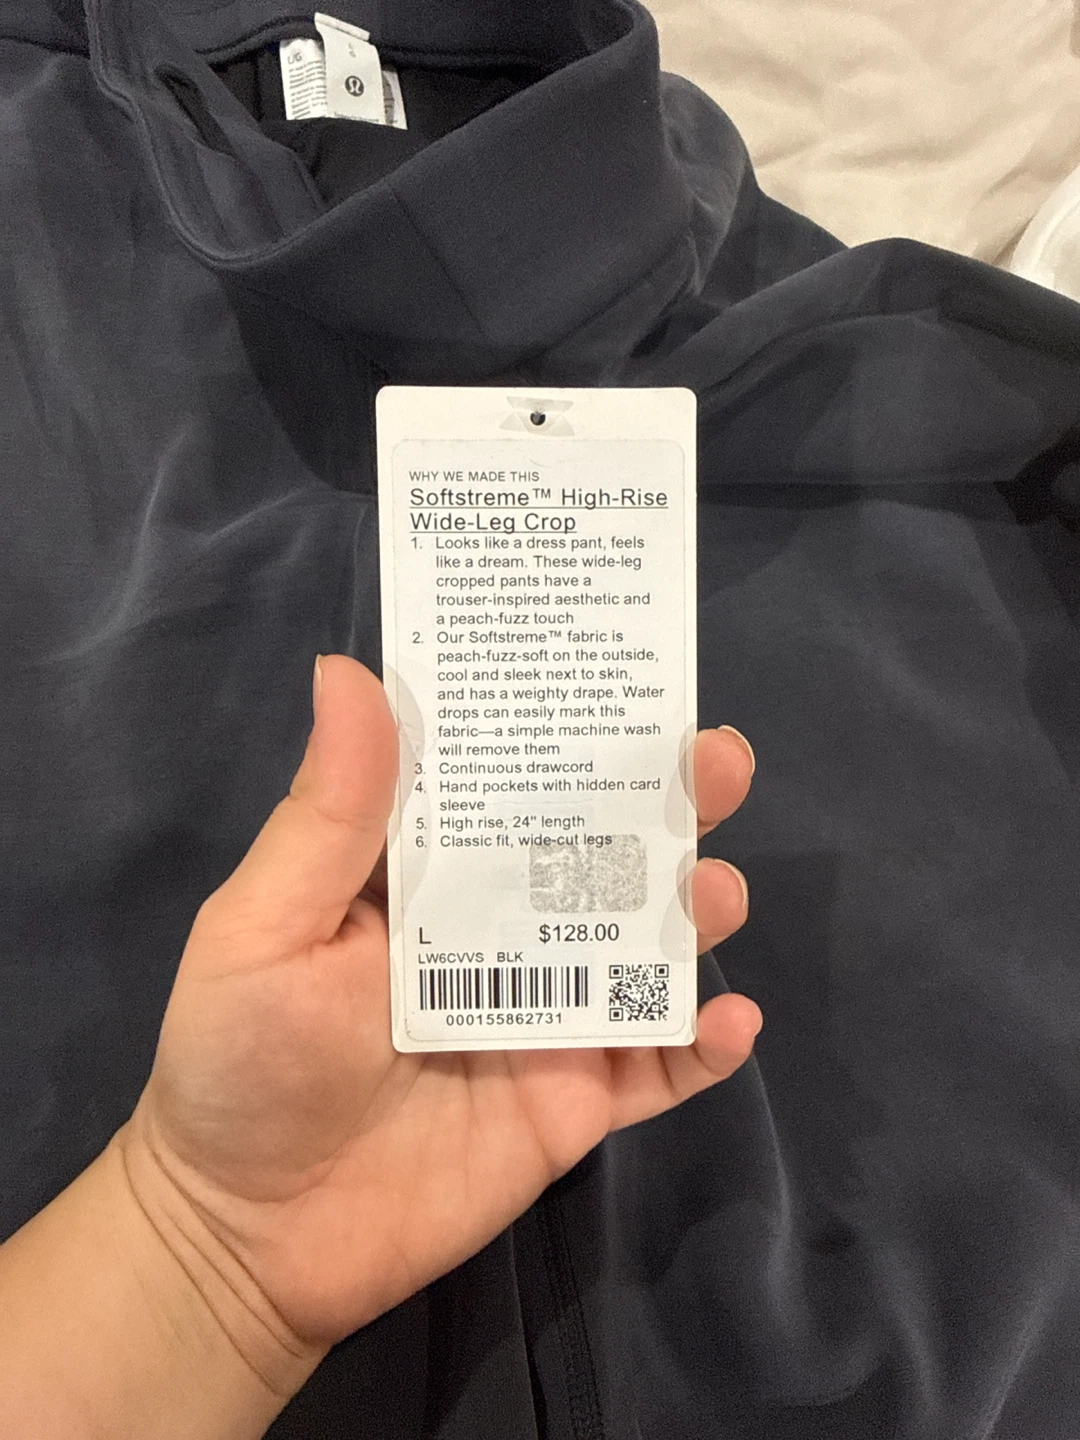 L/G
WHY WE MADE THIS
Softstreme™ High-Rise
Wide-Leg Crop
1. Looks like a dress pant, feels
like a dream. These wide-leg
cropped pants have a
trouser-inspired aesthetic and
a peach-fuzz touch
2. Our Softstreme™ fabric is
peach-fuzz-soft on the outside,
cool and sleek next to skin,
and has a weighty drape. Water
drops can easily mark this
fabric—a simple machine wash
will remove them
3. Continuous drawcord
4. Hand pockets with hidden card
sleeve
5. High rise, 24" length
6. Classic fit, wide-cut legs
L $128.00
LW6CVVS BLK
000155862731